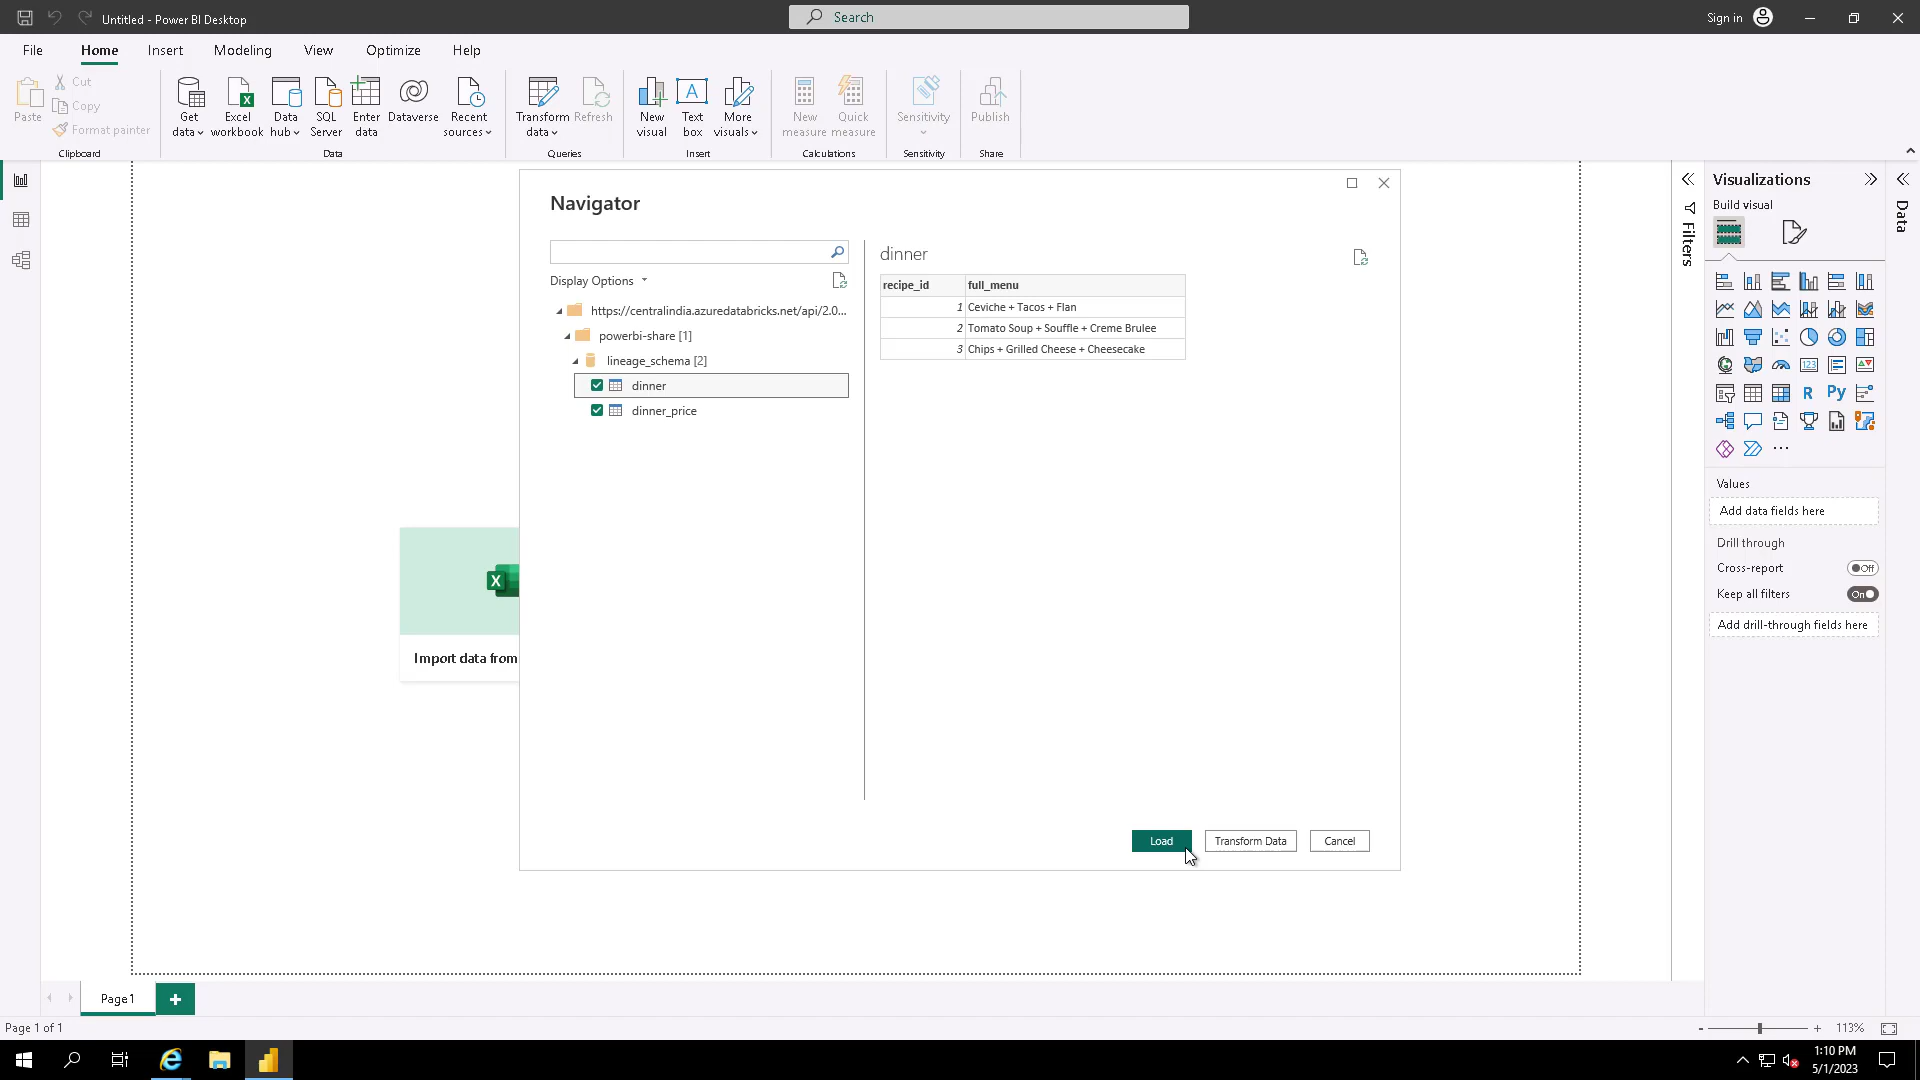 Untitled - Power BI Desktop
Search
Sign in
File Home Insert Modeling View Optimize Help
Paste
Cut
Copy
Format painter
Clipboard
Get data
Excel workbook
Data hub
SQL Server
Enter data
Dataverse
Recent sources
Data
Transform data
Refresh
Queries
New visual
Text box
More visuals
Insert
New measure
Quick measure
Calculations
Sensitivity
Sensitivity
Publish
Share
Navigator
Display Options
https://centralindia.azuredatabricks.net/api/2.0...
powerbi-share [1]
lineage_schema [2]
dinner
dinner_price
dinner
recipe_id full_menu
1 Ceviche + Tacos + Flan
2 Tomato Soup + Souffle + Creme Brulee
3 Chips + Grilled Cheese + Cheesecake
Load
Transform Data
Cancel
X
Import data from
Filters
Visualizations
Build visual
123
R
Py
Values
Add data fields here
Drill through
Cross-report
Off
Keep all filters
On
Add drill-through fields here
Data
Page 1
Page 1 of 1
- + 113%
1:10 PM
5/1/2023